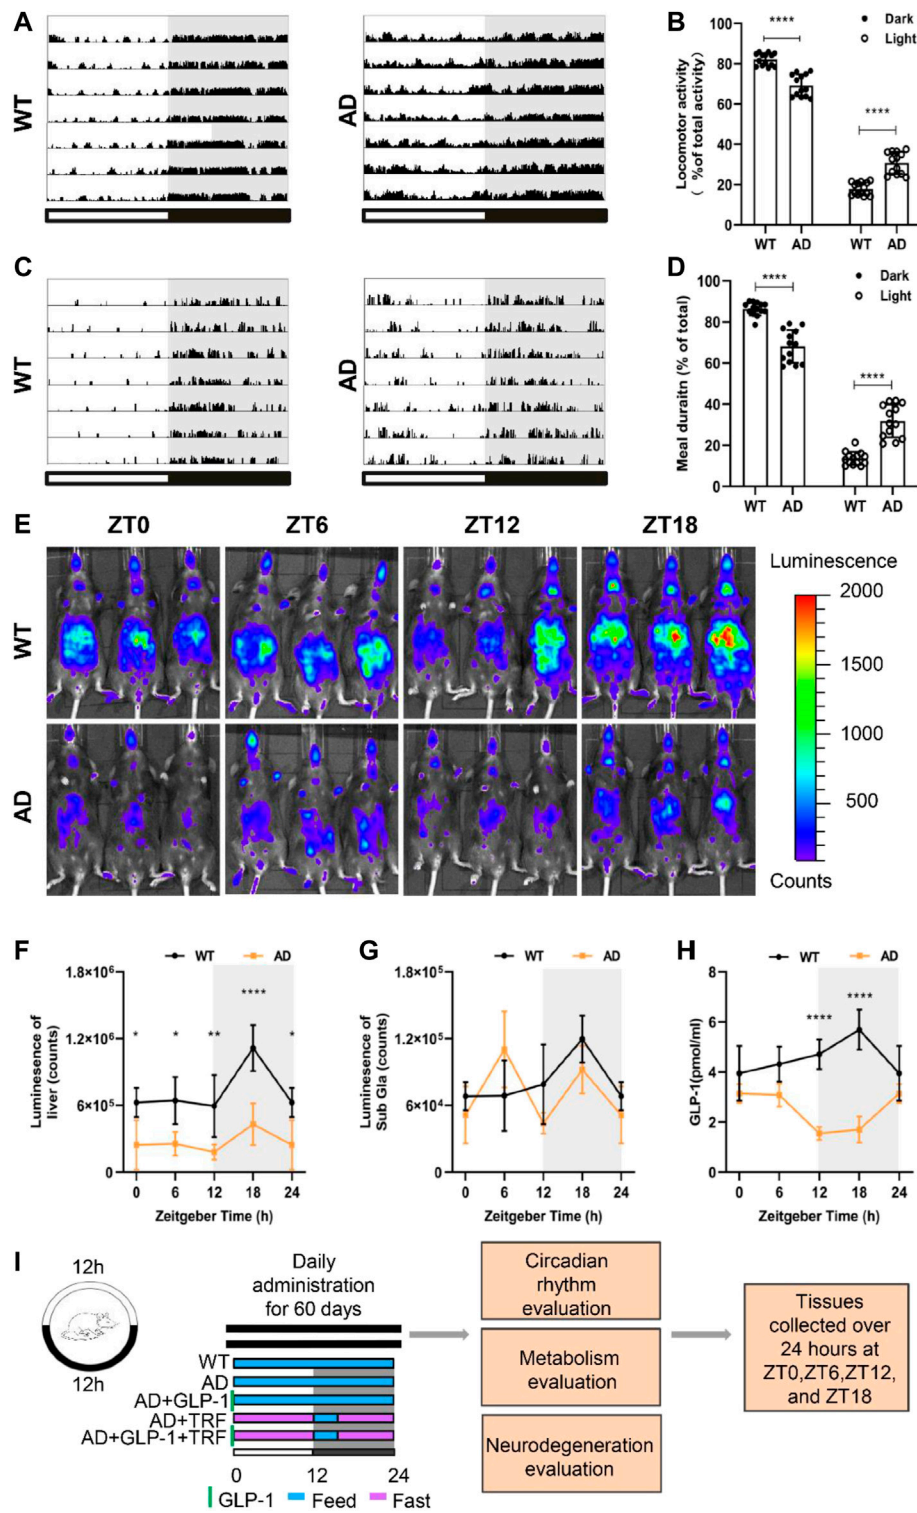 A
WT
AD
B
Dark
Light
****
****
Locomotor activity
( %of total activity)
100
80
60
40
20
0
WT AD WT AD
C
WT
AD
D
Dark
Light
****
****
Meal duraitn (% of total)
100
80
60
40
20
0
WT AD WT AD
E
ZT0 ZT6 ZT12 ZT18
WT
AD
Luminescence
2000
1500
1000
500
Counts
F
WT AD
Luminesence of
liver (counts)
1.8×10⁶
1.2×10⁶
6×10⁵
0
* * ** **** *
0 6 12 18 24
Zeitgeber Time (h)
G
WT AD
Luminesence of
Sub Gla (counts)
1.8×10⁵
1.2×10⁵
6×10⁴
0
0 6 12 18 24
Zeitgeber Time (h)
H
WT AD
GLP-1(pmol/ml)
8
6
4
2
0
**** ****
0 6 12 18 24
Zeitgeber Time (h)
I
12h
12h
Daily
administration
for 60 days
WT
AD
AD+GLP-1
AD+TRF
AD+GLP-1+TRF
0 12 24
GLP-1 Feed Fast
Circadian
rhythm
evaluation
Metabolism
evaluation
Neurodegeneration
evaluation
Tissues
collected over
24 hours at
ZT0,ZT6,ZT12,
and ZT18